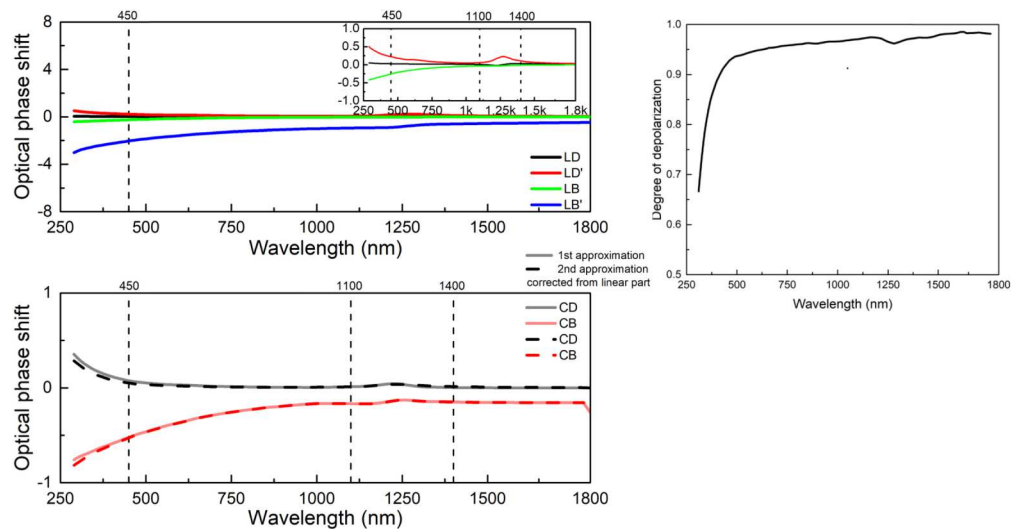 450 1100 1400
450
8
4
0
-4
-8
Optical phase shift
1.0
0.5
0.0
-0.5
-1.0
250 500 750 1k 1.25k 1.5k 1.8k
LD
LD'
LB
LB'
250 500 750 1000 1250 1500 1800
Wavelength (nm)
1st approximation
2nd approximation
corrected from linear part
450 1100 1400
1
0
-1
Optical phase shift
CD
CB
CD
CB
250 500 750 1000 1250 1500 1800
Wavelength (nm)
1.0
0.9
0.8
0.7
0.6
0.5
Degree of depolarization
250 500 750 1000 1250 1500 1800
Wavelength (nm)